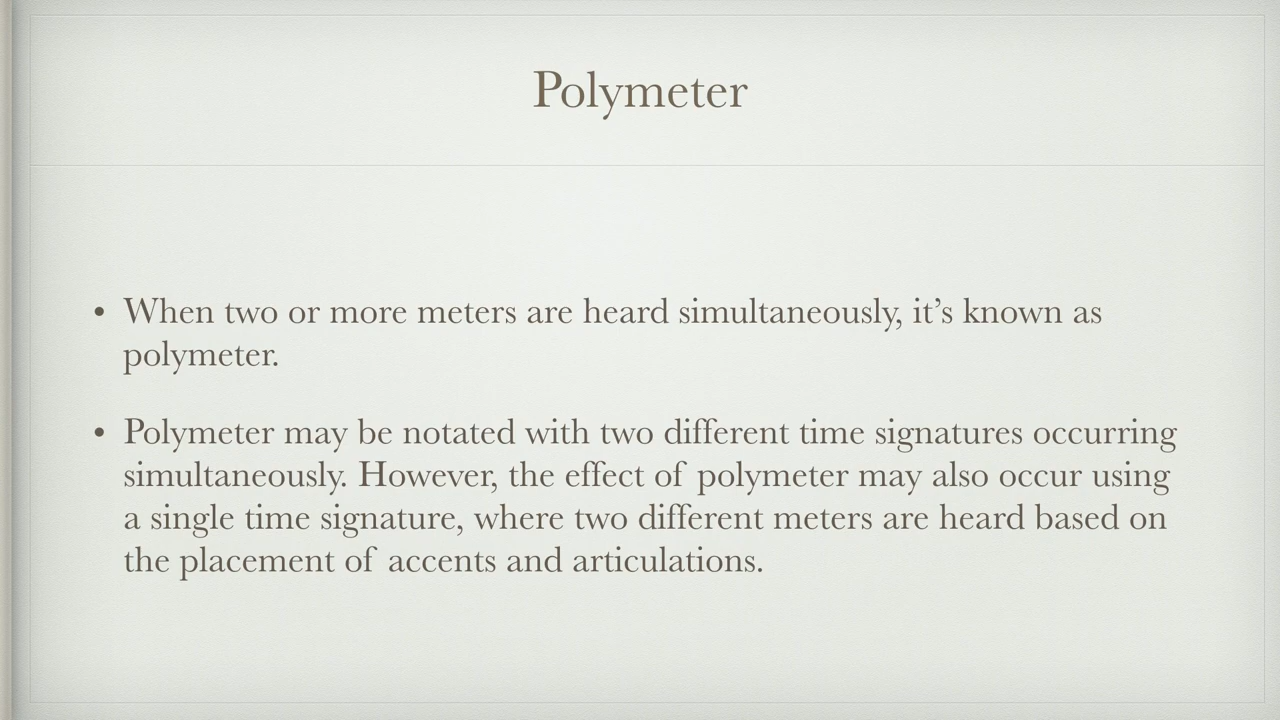 Polymeter
• When two or more meters are heard simultaneously, it’s known as
polymeter.
• Polymeter may be notated with two different time signatures occurring
simultaneously. However, the effect of polymeter may also occur using
a single time signature, where two different meters are heard based on
the placement of accents and articulations.